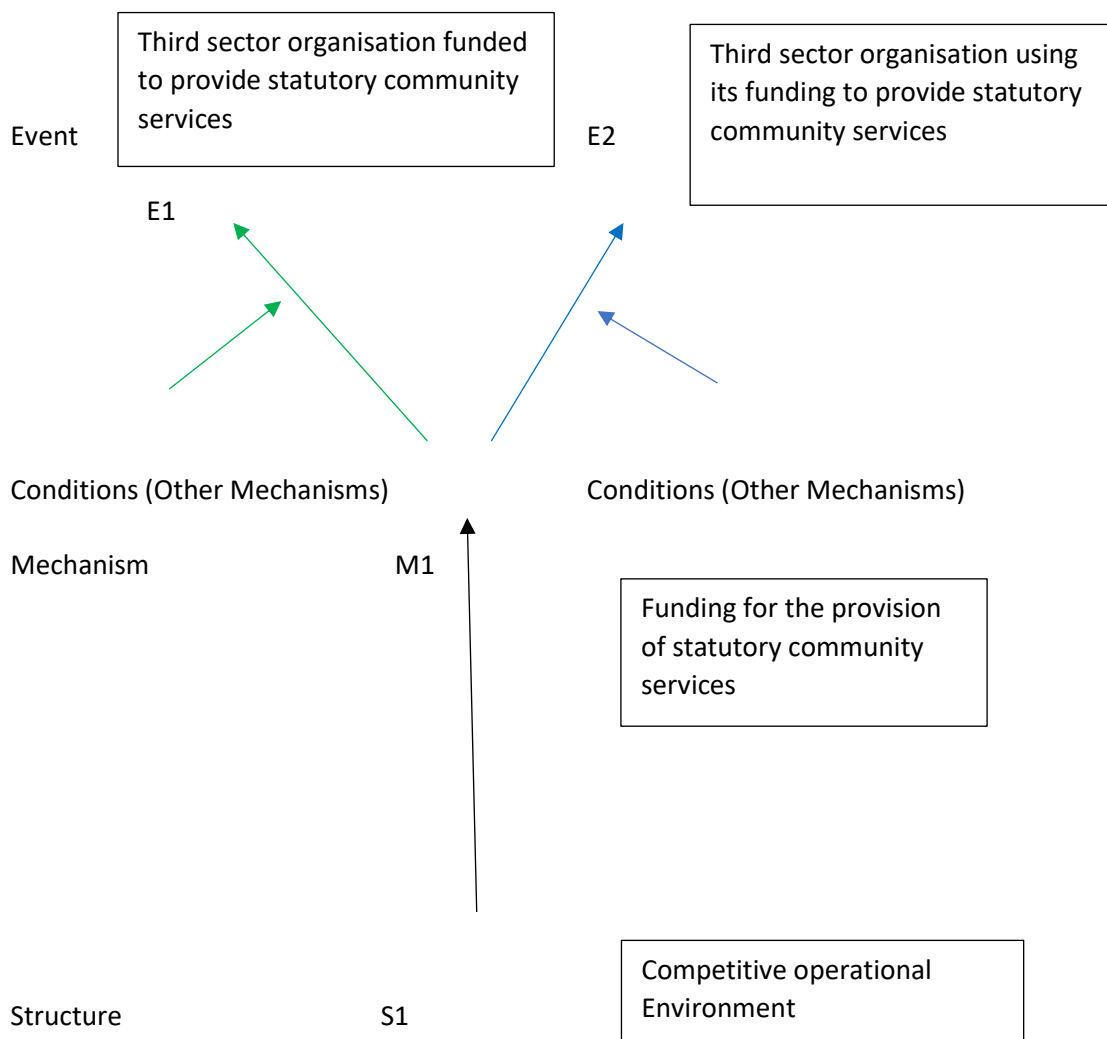 Third sector organisation funded
to provide statutory community
services
Third sector organisation using
its funding to provide statutory
community services
Event
E2
E1
Conditions (Other Mechanisms)
Conditions (Other Mechanisms)
Mechanism
M1
Funding for the provision
of statutory community
services
Competitive operational
Environment
Structure
S1